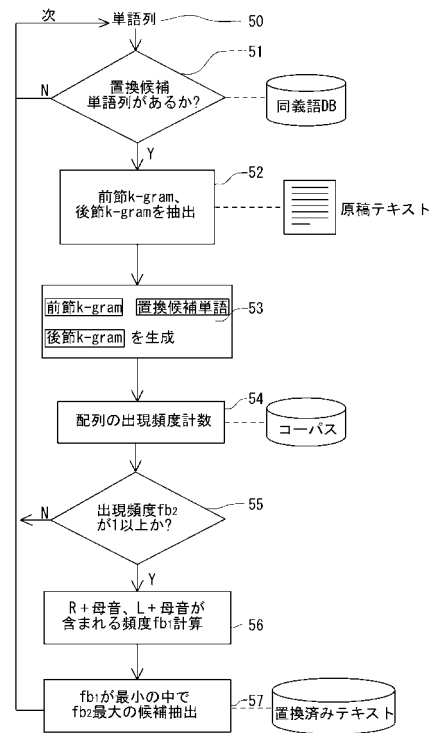 次
単語列
50
51
置換候補
単語列があるか?
N
同義語DB
Y
52
前節k-gram、
後節k-gramを抽出
原稿テキスト
前節k-gram 置換候補単語
53
後節k-gram を生成
54
配列の出現頻度計数
コーパス
55
出現頻度fb₂
が1以上か?
N
Y
R+母音、L+母音が
含まれる頻度fb₁計算
56
fb₁が最小の中で
fb₂最大の候補抽出
57
置換済みテキスト